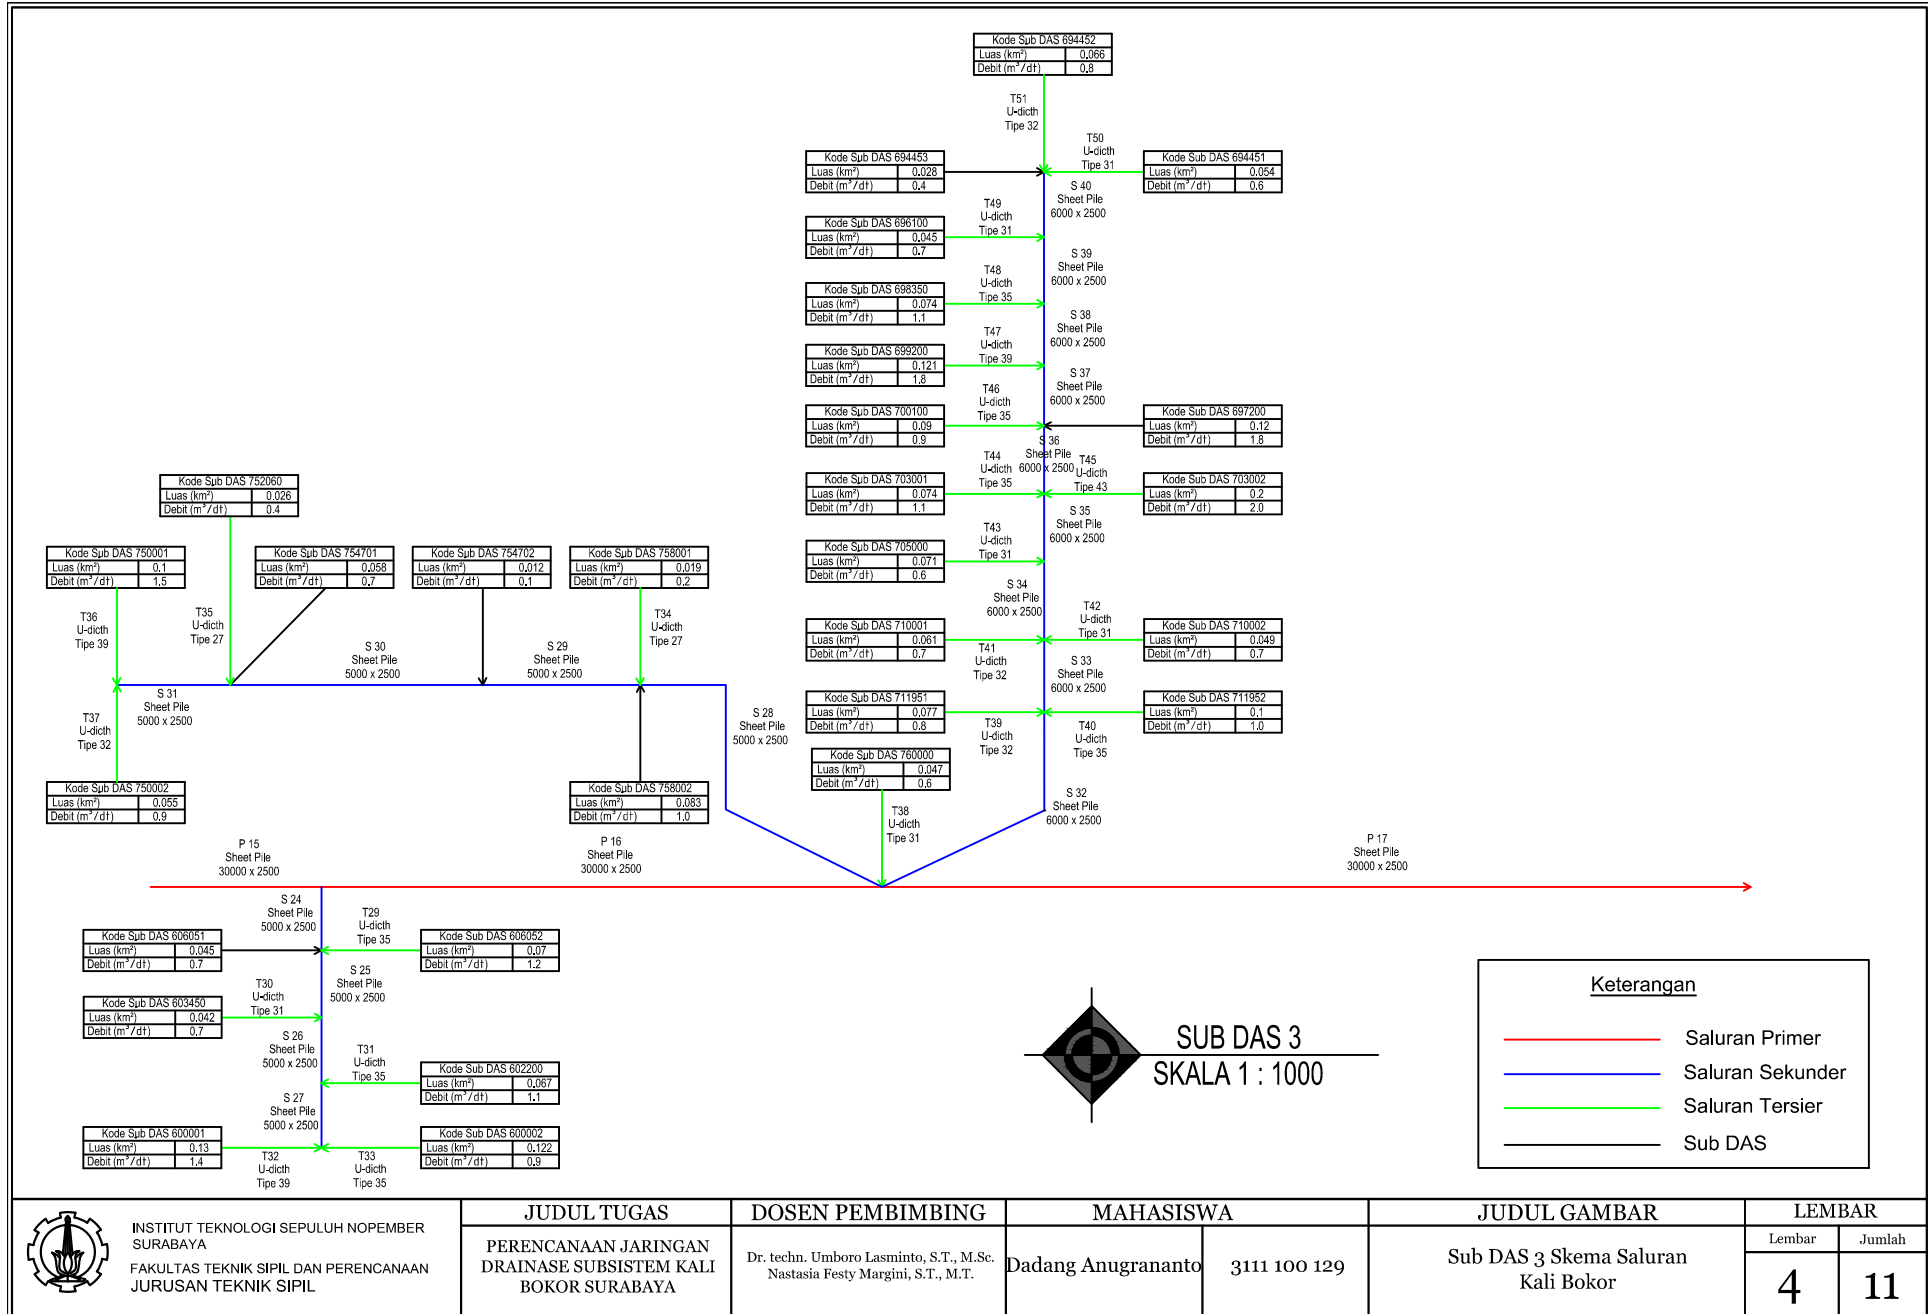 Kode Sub DAS 694452
Luas (km²) 0.066
Debit (m³/dt) 0.8
T51
U-dicth
Tipe 32
T50
U-dicth
Tipe 31
Kode Sub DAS 694453
Luas (km²) 0.028
Debit (m³/dt) 0.4
Kode Sub DAS 694451
Luas (km²) 0.054
Debit (m³/dt) 0.6
S 40
Sheet Pile
6000 x 2500
T49
U-dicth
Tipe 31
Kode Sub DAS 696100
Luas (km²) 0.045
Debit (m³/dt) 0.7
S 39
Sheet Pile
6000 x 2500
T48
U-dicth
Tipe 35
Kode Sub DAS 698350
Luas (km²) 0.074
Debit (m³/dt) 1.1
S 38
Sheet Pile
6000 x 2500
T47
U-dicth
Tipe 39
Kode Sub DAS 699200
Luas (km²) 0.121
Debit (m³/dt) 1.8
S 37
Sheet Pile
6000 x 2500
T46
U-dicth
Tipe 35
Kode Sub DAS 700100
Luas (km²) 0.09
Debit (m³/dt) 0.9
Kode Sub DAS 697200
Luas (km²) 0.12
Debit (m³/dt) 1.8
S 36
Sheet Pile
6000 x 2500
T44
U-dicth
Tipe 35
T45
U-dicth
Tipe 43
Kode Sub DAS 703001
Luas (km²) 0.074
Debit (m³/dt) 1.1
Kode Sub DAS 703002
Luas (km²) 0.2
Debit (m³/dt) 2.0
S 35
Sheet Pile
6000 x 2500
T43
U-dicth
Tipe 31
Kode Sub DAS 705000
Luas (km²) 0.071
Debit (m³/dt) 0.6
S 34
Sheet Pile
6000 x 2500
T42
U-dicth
Tipe 31
Kode Sub DAS 710001
Luas (km²) 0.061
Debit (m³/dt) 0.7
Kode Sub DAS 710002
Luas (km²) 0.049
Debit (m³/dt) 0.7
T41
U-dicth
Tipe 32
S 33
Sheet Pile
6000 x 2500
Kode Sub DAS 711951
Luas (km²) 0.077
Debit (m³/dt) 0.8
Kode Sub DAS 711952
Luas (km²) 0.1
Debit (m³/dt) 1.0
T39
U-dicth
Tipe 32
T40
U-dicth
Tipe 35
S 32
Sheet Pile
6000 x 2500
Kode Sub DAS 760000
Luas (km²) 0.047
Debit (m³/dt) 0.6
T38
U-dicth
Tipe 31
Kode Sub DAS 752060
Luas (km²) 0.026
Debit (m³/dt) 0.4
Kode Sub DAS 750001
Luas (km²) 0.1
Debit (m³/dt) 1.5
Kode Sub DAS 754701
Luas (km²) 0.058
Debit (m³/dt) 0.7
Kode Sub DAS 754702
Luas (km²) 0.012
Debit (m³/dt) 0.1
Kode Sub DAS 758001
Luas (km²) 0.019
Debit (m³/dt) 0.2
T36
U-dicth
Tipe 39
T35
U-dicth
Tipe 27
T34
U-dicth
Tipe 27
S 30
Sheet Pile
5000 x 2500
S 29
Sheet Pile
5000 x 2500
S 31
Sheet Pile
5000 x 2500
T37
U-dicth
Tipe 32
S 28
Sheet Pile
5000 x 2500
Kode Sub DAS 750002
Luas (km²) 0.055
Debit (m³/dt) 0.9
Kode Sub DAS 758002
Luas (km²) 0.083
Debit (m³/dt) 1.0
P 15
Sheet Pile
30000 x 2500
P 16
Sheet Pile
30000 x 2500
P 17
Sheet Pile
30000 x 2500
S 24
Sheet Pile
5000 x 2500
T29
U-dicth
Tipe 35
Kode Sub DAS 606051
Luas (km²) 0.045
Debit (m³/dt) 0.7
Kode Sub DAS 606052
Luas (km²) 0.07
Debit (m³/dt) 1.2
S 25
Sheet Pile
5000 x 2500
T30
U-dicth
Tipe 31
Kode Sub DAS 603450
Luas (km²) 0.042
Debit (m³/dt) 0.7
S 26
Sheet Pile
5000 x 2500
T31
U-dicth
Tipe 35
Kode Sub DAS 602200
Luas (km²) 0.067
Debit (m³/dt) 1.1
S 27
Sheet Pile
5000 x 2500
Kode Sub DAS 600001
Luas (km²) 0.13
Debit (m³/dt) 1.4
Kode Sub DAS 600002
Luas (km²) 0.122
Debit (m³/dt) 0.9
T32
U-dicth
Tipe 39
T33
U-dicth
Tipe 35
SUB DAS 3
SKALA 1 : 1000
Keterangan
Saluran Primer
Saluran Sekunder
Saluran Tersier
Sub DAS
INSTITUT TEKNOLOGI SEPULUH NOPEMBER
SURABAYA
FAKULTAS TEKNIK SIPIL DAN PERENCANAAN
JURUSAN TEKNIK SIPIL
JUDUL TUGAS
PERENCANAAN JARINGAN
DRAINASE SUBSISTEM KALI
BOKOR SURABAYA
DOSEN PEMBIMBING
Dr. techn. Umboro Lasminto, S.T., M.Sc.
Nastasia Festy Margini, S.T., M.T.
MAHASISWA
Dadang Anugrananto 3111 100 129
JUDUL GAMBAR
Sub DAS 3 Skema Saluran
Kali Bokor
LEMBAR
Lembar Jumlah
4 11